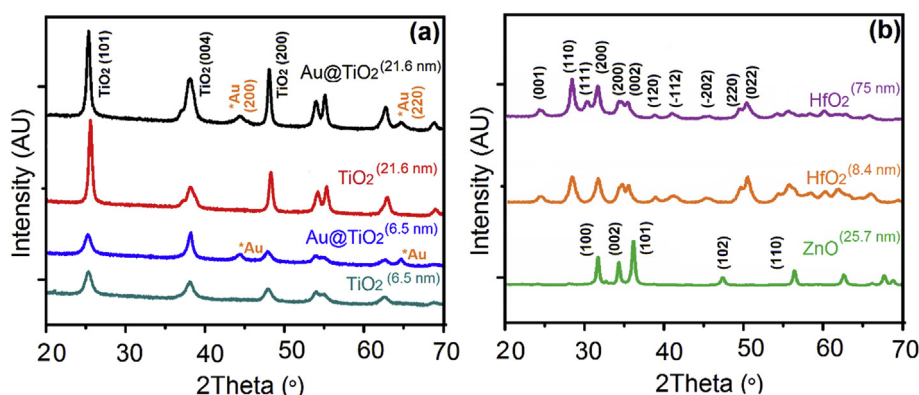 (a)
TiO2 (101)
TiO2 (004)
*Au
(200)
TiO2 (200)
Au@TiO2(21.6 nm)
*Au
(220)
TiO2(21.6 nm)
Au@TiO2(6.5 nm)
*Au
*Au
TiO2(6.5 nm)
Intensity (AU)
20 30 40 50 60 70
2Theta (o)
(b)
(001)
(110)
(111)
(200)
(200)
(002)
(120)
(-112)
(-202)
(220)
(022)
HfO2
(75 nm)
HfO2(8.4 nm)
(100)
(002)
(101)
(102)
(110)
ZnO(25.7 nm)
Intensity (AU)
20 30 40 50 60 70
2Theta (o)